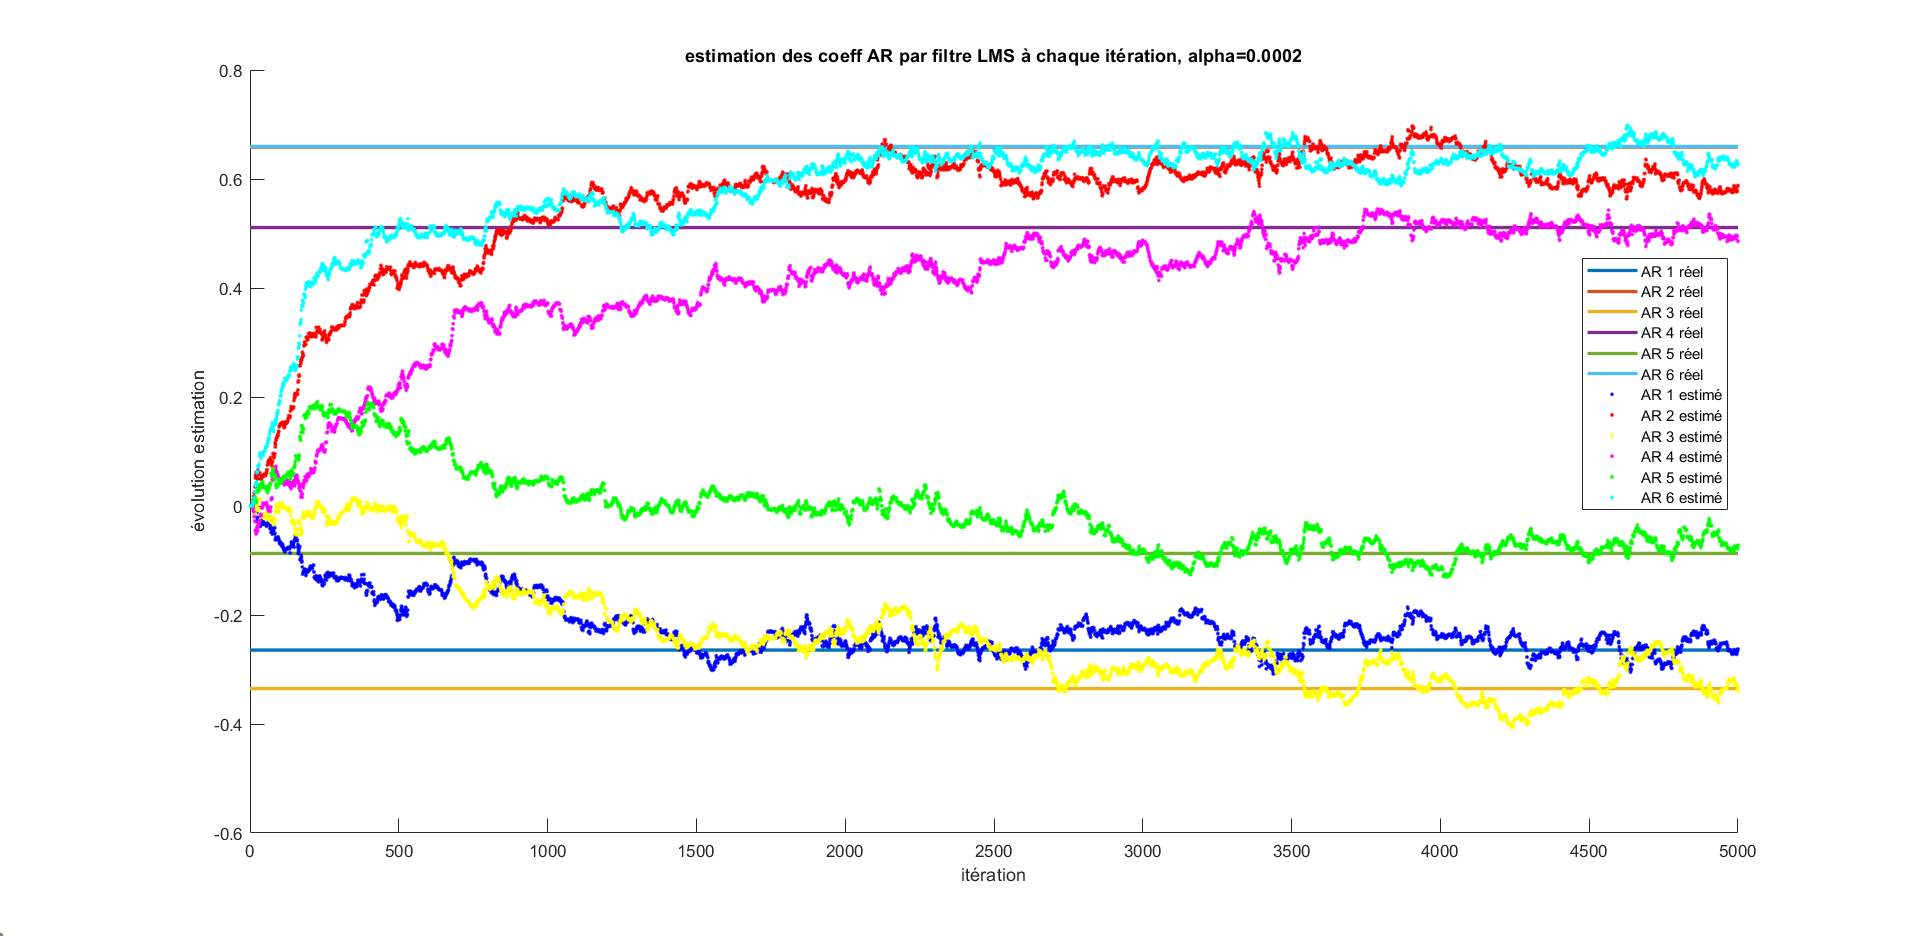 estimation des coeff AR par filtre LMS à chaque itération, alpha=0.0002
0.8
0.6
0.4
0.2
0
-0.2
-0.4
-0.6
évolution estimation
AR 1 réel
AR 2 réel
AR 3 réel
AR 4 réel
AR 5 réel
AR 6 réel
AR 1 estimé
AR 2 estimé
AR 3 estimé
AR 4 estimé
AR 5 estimé
AR 6 estimé
0 500 1000 1500 2000 2500 3000 3500 4000 4500 5000
itération